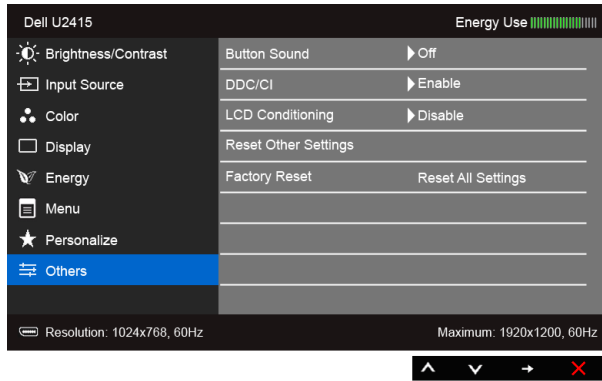 Dell U2415 Energy Use
Brightness/Contrast Button Sound Off
Input Source DDC/CI Enable
Color LCD Conditioning Disable
Display Reset Other Settings
Energy Factory Reset Reset All Settings
Menu
Personalize
Others
Resolution: 1024x768, 60Hz Maximum: 1920x1200, 60Hz